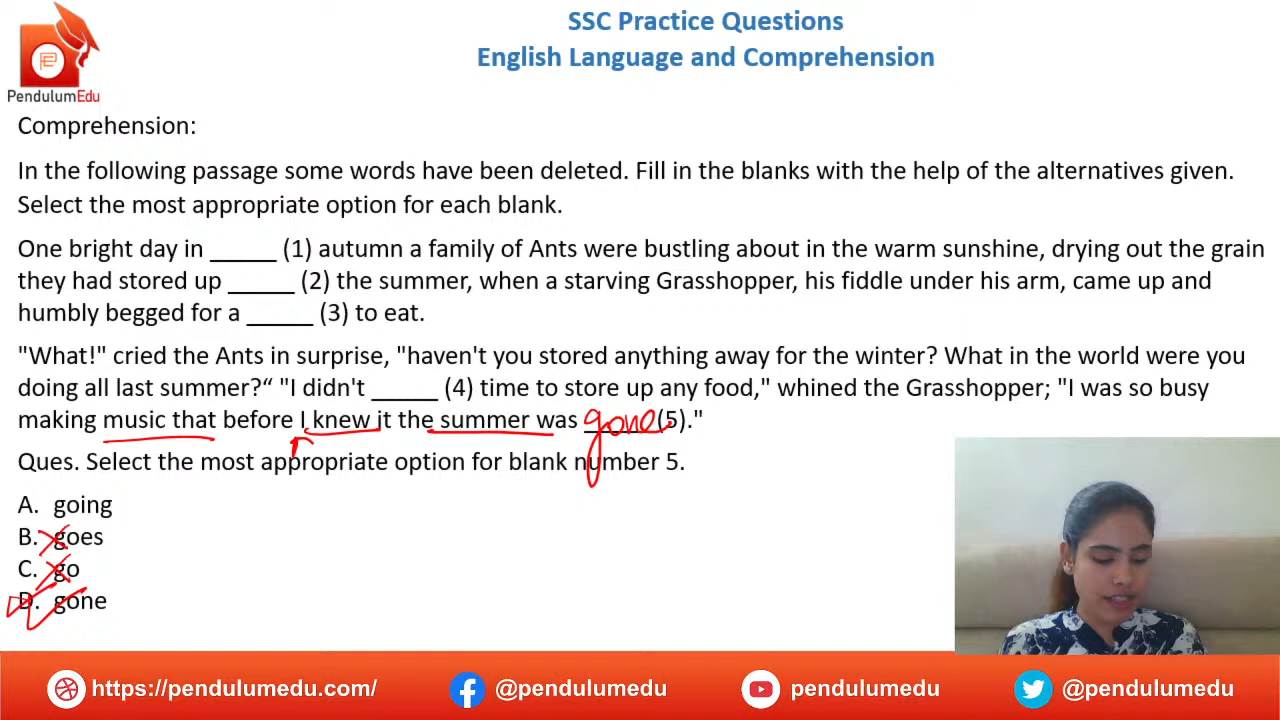 SSC Practice Questions
English Language and Comprehension
PendulumEdu
Comprehension:
In the following passage some words have been deleted. Fill in the blanks with the help of the alternatives given.
Select the most appropriate option for each blank.
One bright day in _____ (1) autumn a family of Ants were bustling about in the warm sunshine, drying out the grain
they had stored up _____ (2) the summer, when a starving Grasshopper, his fiddle under his arm, came up and
humbly begged for a _____ (3) to eat.
"What!" cried the Ants in surprise, "haven't you stored anything away for the winter? What in the world were you
doing all last summer?“ "I didn't _____ (4) time to store up any food," whined the Grasshopper; "I was so busy
making music that before I knew it the summer was gone (5)."
Ques. Select the most appropriate option for blank number 5.
A. going
B. goes
C. go
D. gone
https://pendulumedu.com/ @pendulumedu pendulumedu @pendulumedu